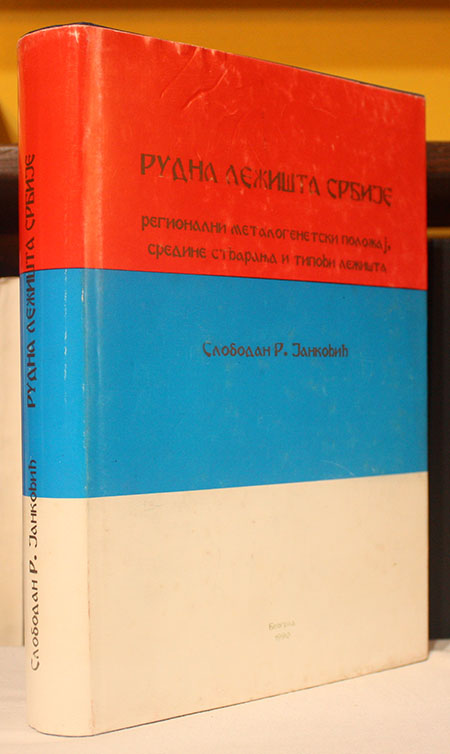 РУДНА ЛЕЖИШТА СРБИЈЕ
РЕГИОНАЛНИ МЕТАЛОГЕНЕТСКИ ПОЛОЖАЈ,
СРЕДИНЕ СТВАРАЊА И ТИПОВИ ЛЕЖИШТА
Слободан Р. Јанковић
Београд
1990
Слободан Р. Јанковић
РУДНА ЛЕЖИШТА СРБИЈЕ